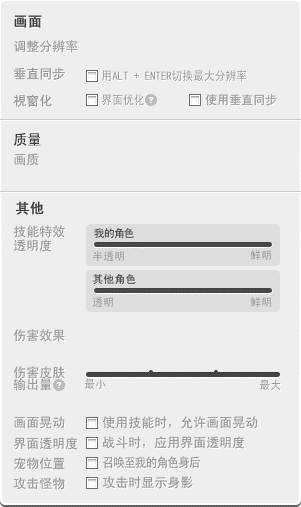 画面
调整分辨率
垂直同步 用ALT + ENTER切换最大分辨率
視窗化 界面优化? 使用垂直同步
质量
画质
其他
技能特效 我的角色
透明度 半透明 鲜明
其他角色
透明 鲜明
伤害效果
伤害皮肤
输出量? 最小 最大
画面晃动 使用技能时，允许画面晃动
界面透明度 战斗时，应用界面透明度
宠物位置 召唤至我的角色身后
攻击怪物 攻击时显示身影